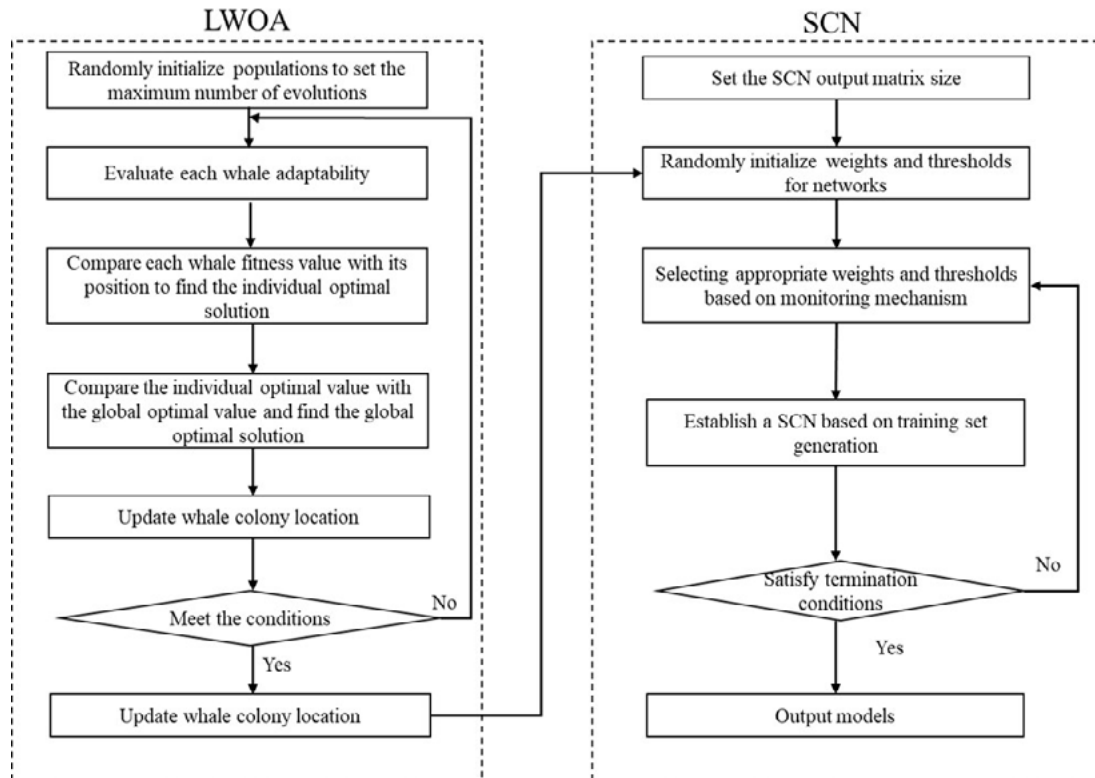 LWOA
Randomly initialize populations to set the
maximum number of evolutions
Evaluate each whale adaptability
Compare each whale fitness value with its
position to find the individual optimal
solution
Compare the individual optimal value with
the global optimal value and find the global
optimal solution
Update whale colony location
Meet the conditions
No
Yes
Update whale colony location
SCN
Set the SCN output matrix size
Randomly initialize weights and thresholds
for networks
Selecting appropriate weights and thresholds
based on monitoring mechanism
Establish a SCN based on training set
generation
Satisfy termination
conditions
No
Yes
Output models